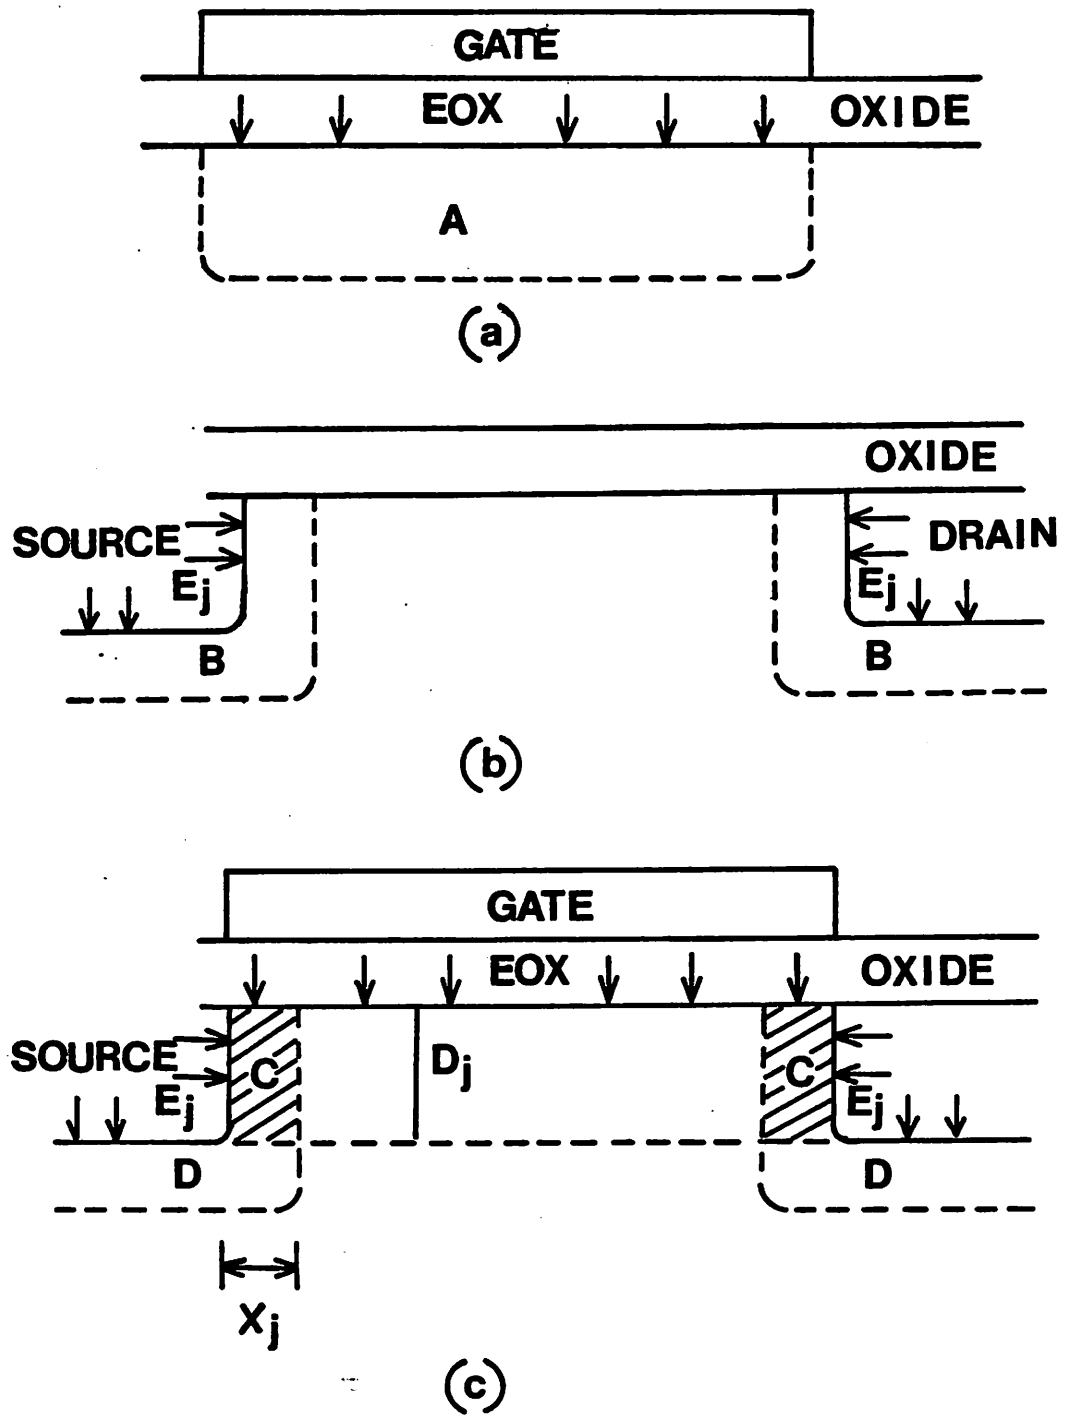 GATE
EOX OXIDE
A
(a)
OXIDE
SOURCE DRAIN
Ej Ej
B B
(b)
GATE
EOX OXIDE
SOURCE C Dj C
Ej Ej
D D
Xj
(c)